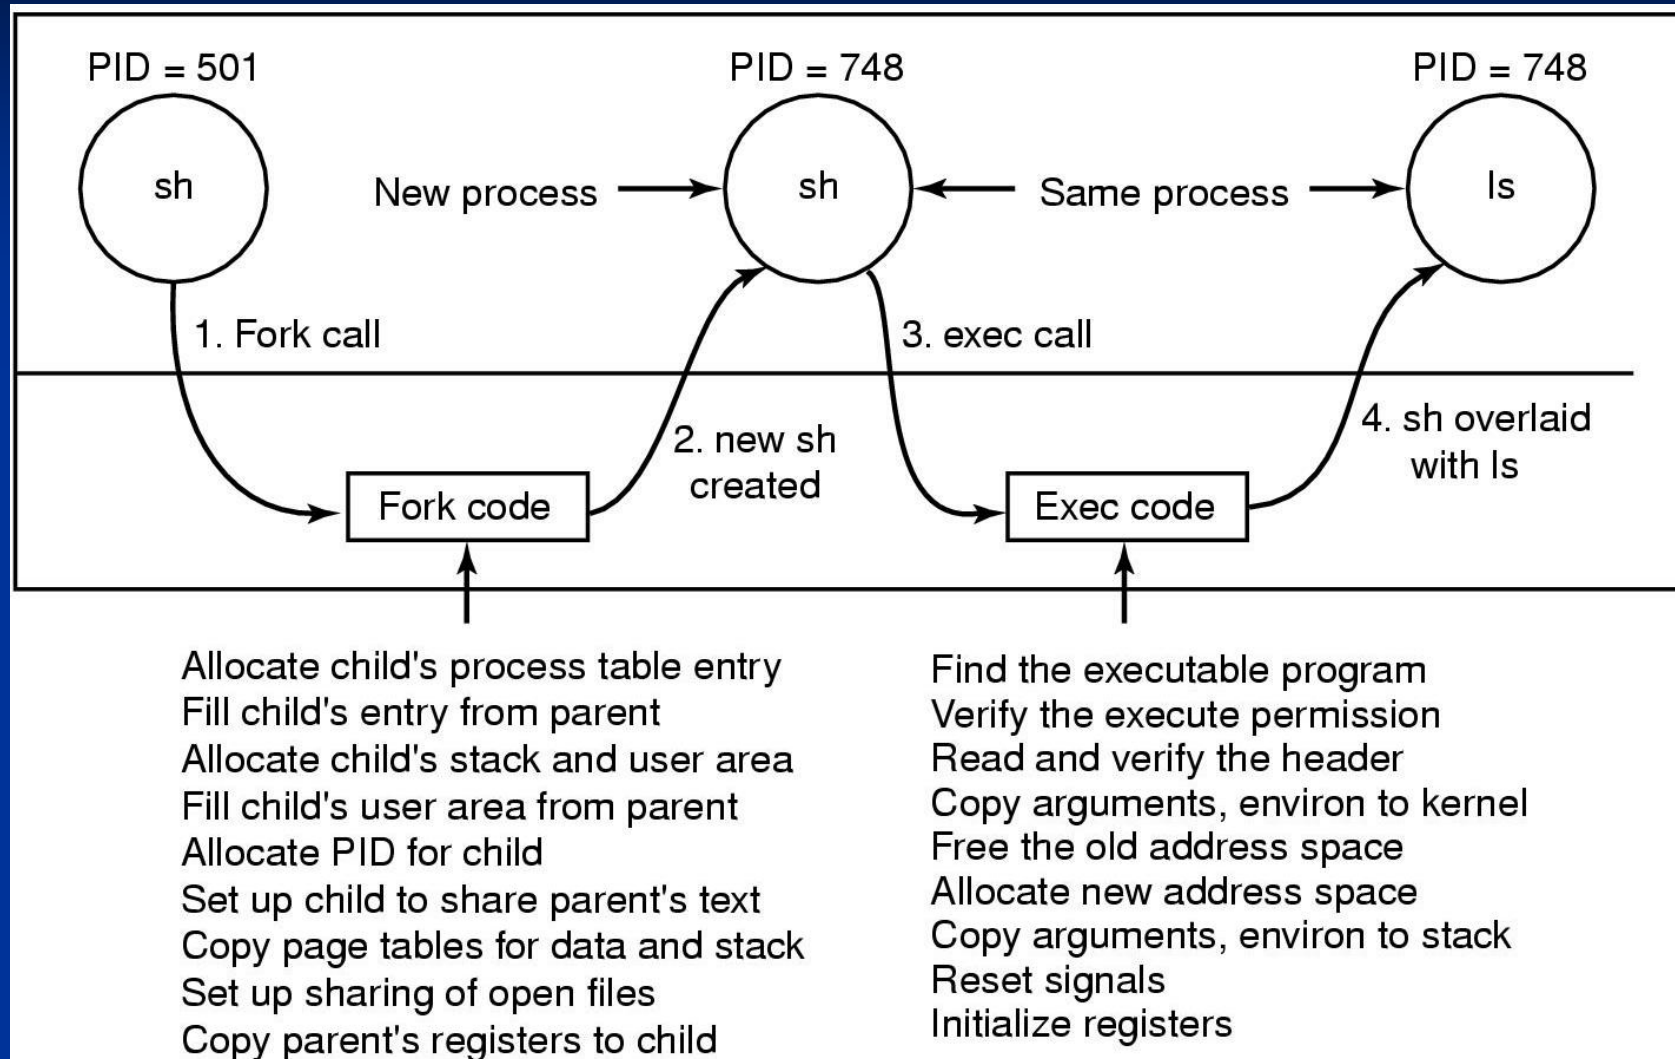 PID = 501
PID = 748
PID = 748
sh
New process
sh
Same process
ls
1. Fork call
3. exec call
2. new sh
created
4. sh overlaid
with ls
Fork code
Exec code
Allocate child's process table entry
Fill child's entry from parent
Allocate child's stack and user area
Fill child's user area from parent
Allocate PID for child
Set up child to share parent's text
Copy page tables for data and stack
Set up sharing of open files
Copy parent's registers to child
Find the executable program
Verify the execute permission
Read and verify the header
Copy arguments, environ to kernel
Free the old address space
Allocate new address space
Copy arguments, environ to stack
Reset signals
Initialize registers